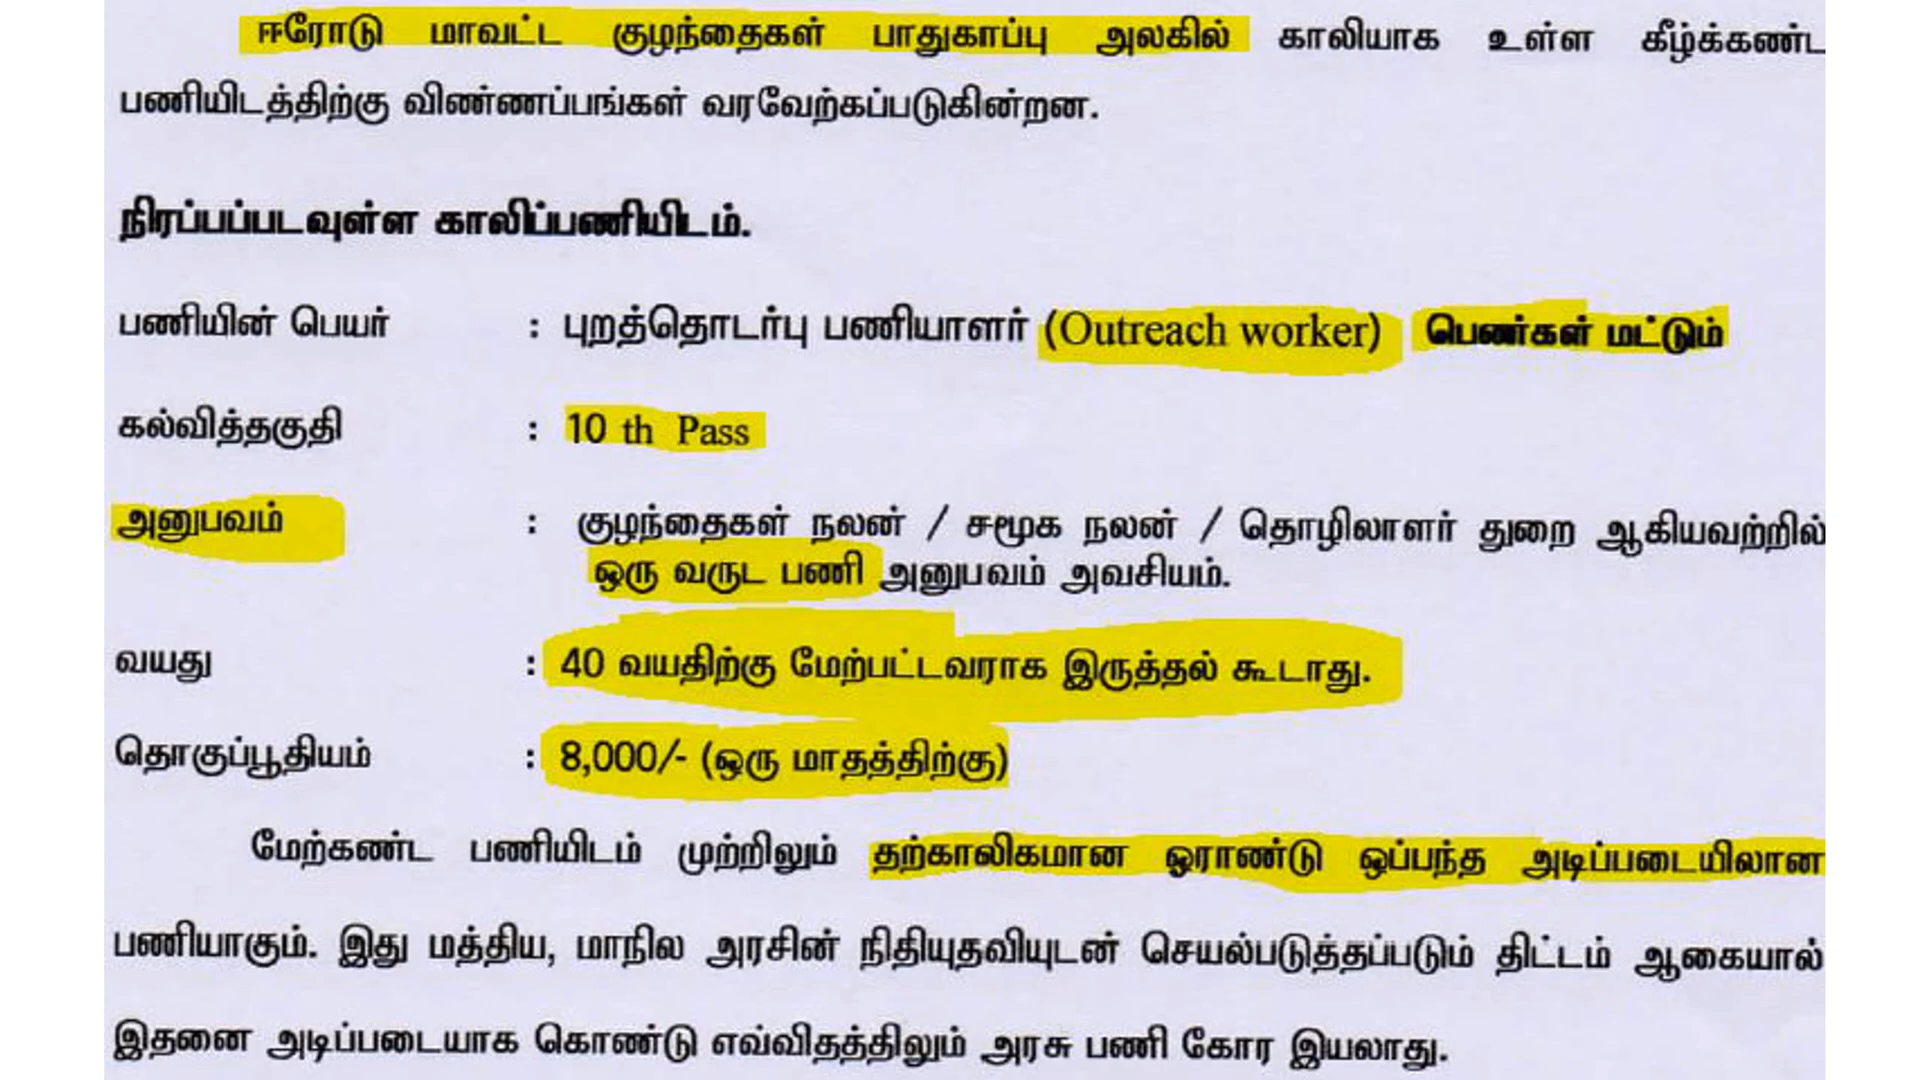 ஈரோடு மாவட்ட குழந்தைகள் பாதுகாப்பு அலகில் காலியாக உள்ள கீழ்க்கண்ட
பணியிடத்திற்கு விண்ணப்பங்கள் வரவேற்கப்படுகின்றன.
நிரப்பப்படவுள்ள காலிப்பணியிடம்.
பணியின் பெயர் : புறத்தொடர்பு பணியாளர் (Outreach worker) பெண்கள் மட்டும்
கல்வித்தகுதி : 10 th Pass
அனுபவம் : குழந்தைகள் நலன் / சமூக நலன் / தொழிலாளர் துறை ஆகியவற்றில்
ஒரு வருட பணி அனுபவம் அவசியம்.
வயது : 40 வயதிற்கு மேற்பட்டவராக இருத்தல் கூடாது.
தொகுப்பூதியம் : 8,000/- (ஒரு மாதத்திற்கு)
மேற்கண்ட பணியிடம் முற்றிலும் தற்காலிகமான ஓராண்டு ஒப்பந்த அடிப்படையிலான
பணியாகும். இது மத்திய, மாநில அரசின் நிதியுதவியுடன் செயல்படுத்தப்படும் திட்டம் ஆகையால்
இதனை அடிப்படையாக கொண்டு எவ்விதத்திலும் அரசு பணி கோர இயலாது.